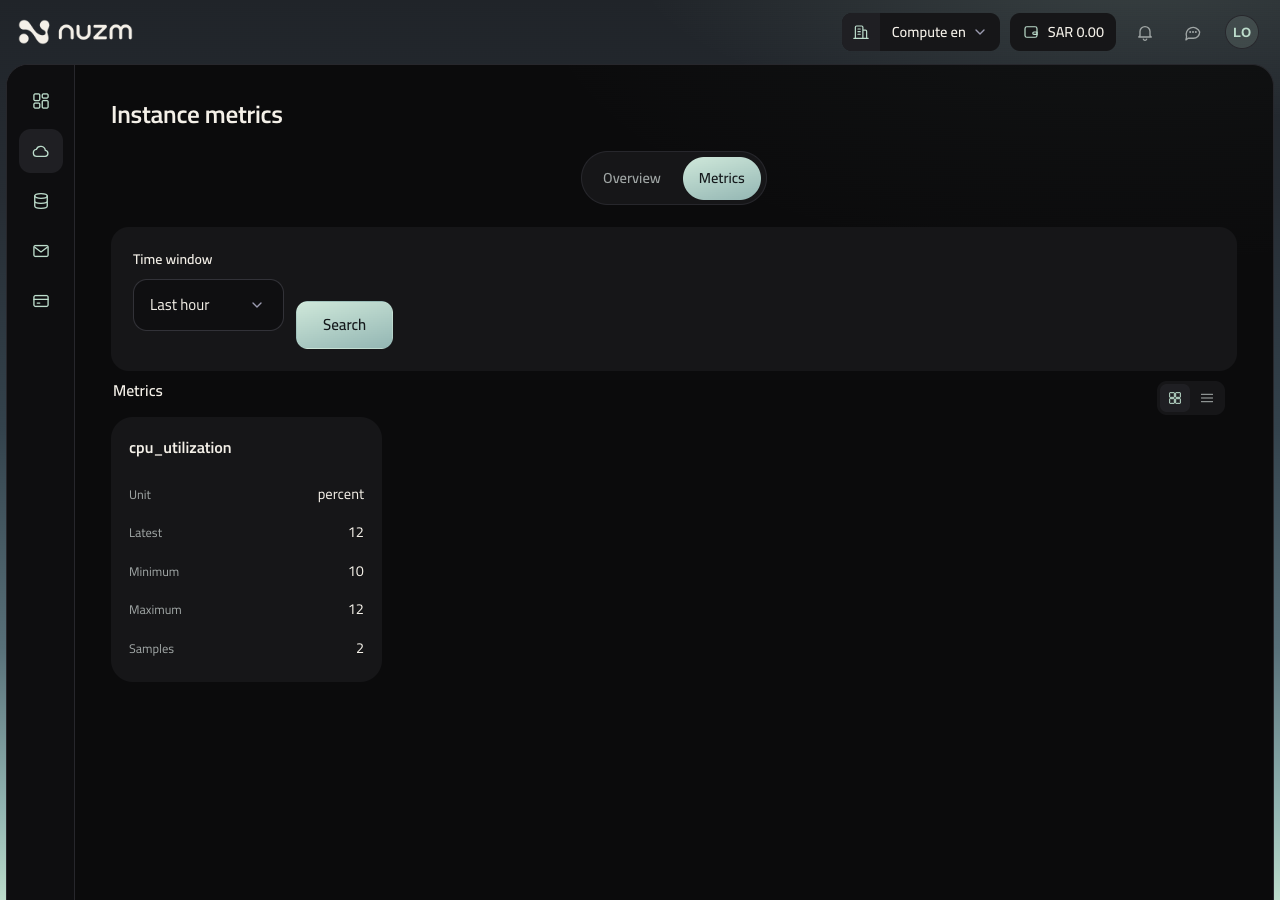 nuzm
Compute en
SAR 0.00
LO
Instance metrics
Overview
Metrics
Time window
Last hour
Search
Metrics
cpu_utilization
Unit percent
Latest 12
Minimum 10
Maximum 12
Samples 2